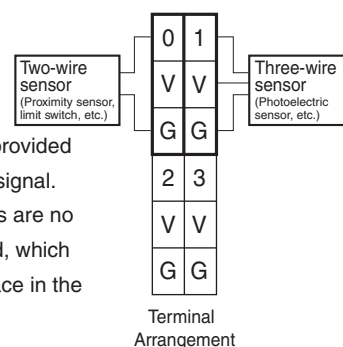 0 1
Two-wire
sensor
(Proximity sensor,
limit switch, etc.)
V V
Three-wire
sensor
(Photoelectric
sensor, etc.)
G G
rovided
signal.
2 3
s are no
V V
d, which
G G
ace in the
Terminal
Arrangement